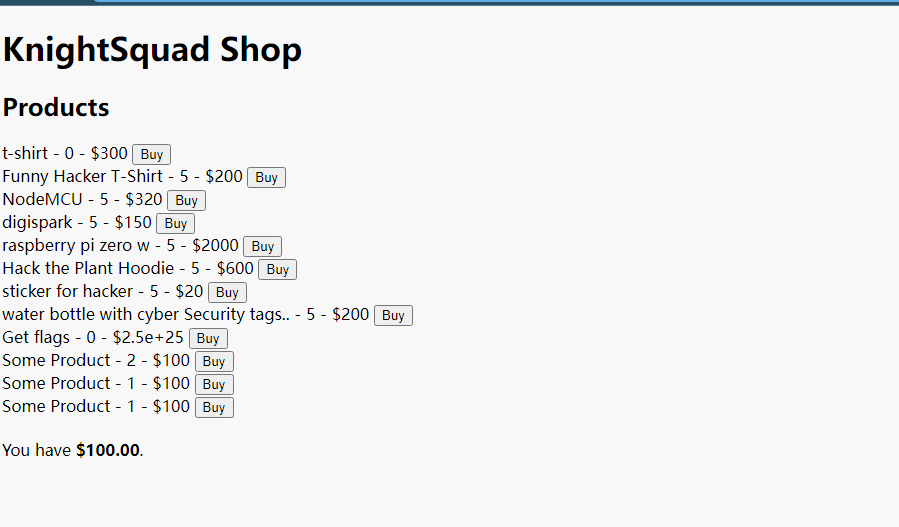 KnightSquad Shop
Products
t-shirt - 0 - $300 Buy
Funny Hacker T-Shirt - 5 - $200 Buy
NodeMCU - 5 - $320 Buy
digispark - 5 - $150 Buy
raspberry pi zero w - 5 - $2000 Buy
Hack the Plant Hoodie - 5 - $600 Buy
sticker for hacker - 5 - $20 Buy
water bottle with cyber Security tags.. - 5 - $200 Buy
Get flags - 0 - $2.5e+25 Buy
Some Product - 2 - $100 Buy
Some Product - 1 - $100 Buy
Some Product - 1 - $100 Buy
You have $100.00.